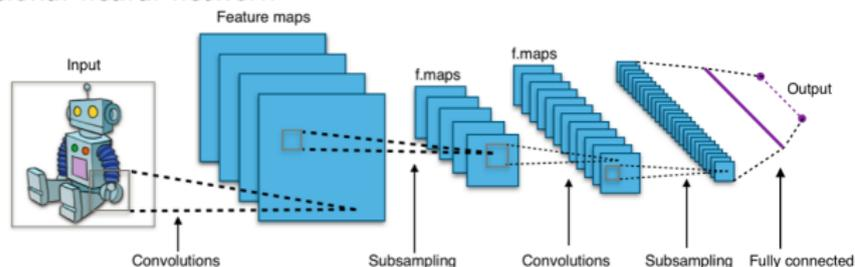 Feature maps
Input
f.maps
f.maps
Output
Convolutions
Subsampling
Convolutions
Subsampling
Fully connected